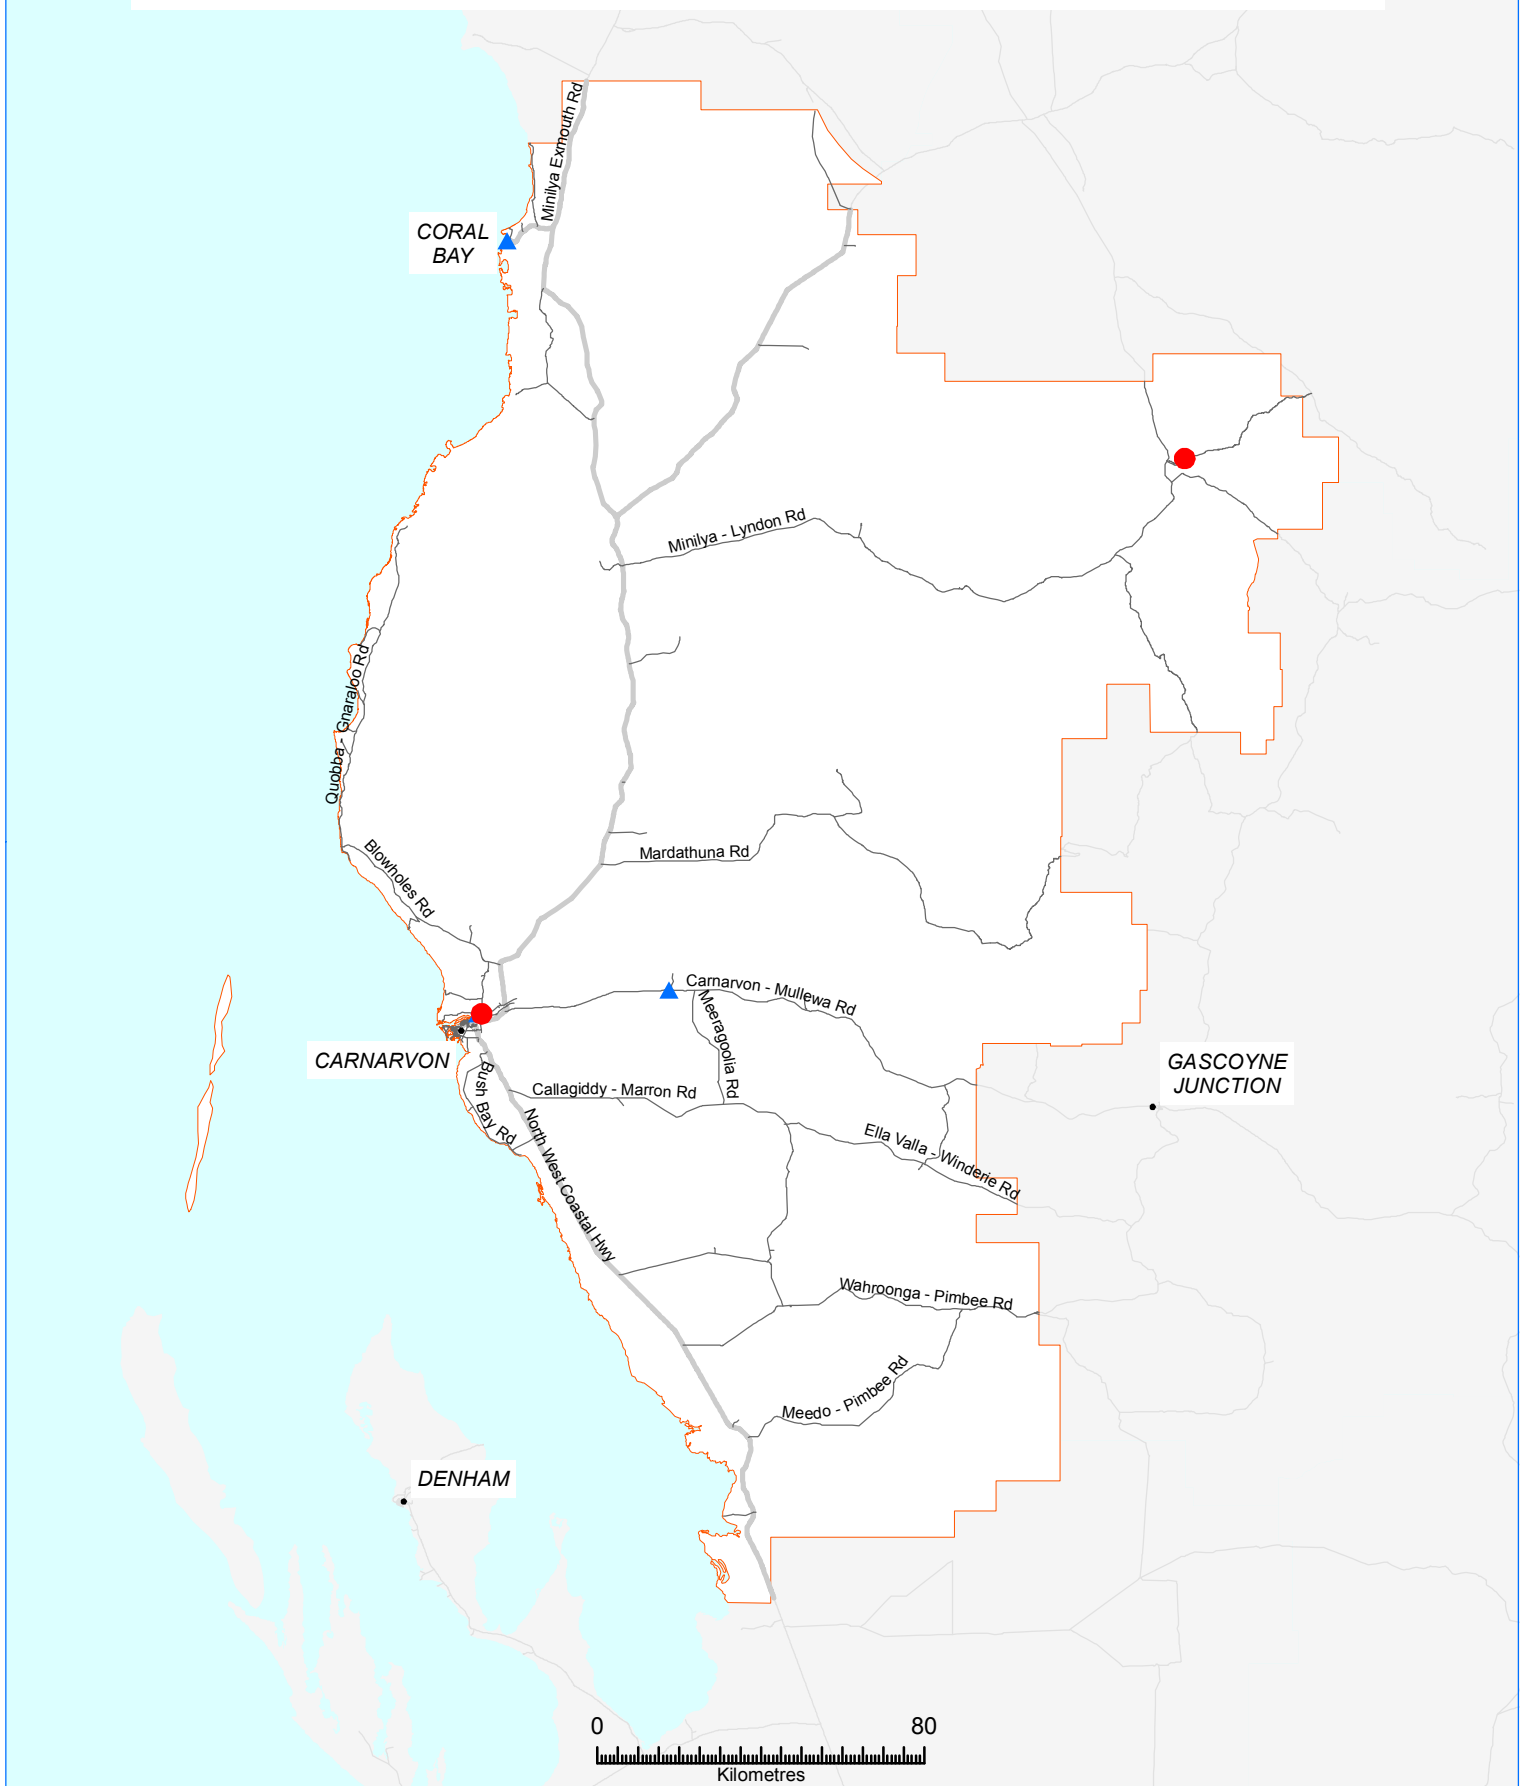 Minilya Exmouth Rd
CORAL
BAY
Minilya - Lyndon Rd
Quobba - Gnaraloo Rd
Blowholes Rd
Mardathuna Rd
Carnarvon - Mullewa Rd
Meeragoolia Rd
CARNARVON
GASCOYNE
JUNCTION
Bush Bay Rd
Callagiddy - Marron Rd
North West Coastal Hwy
Ella Valla - Winderie Rd
Wahroonga - Pimbee Rd
Meedo - Pimbee Rd
DENHAM
0 80
Kilometres